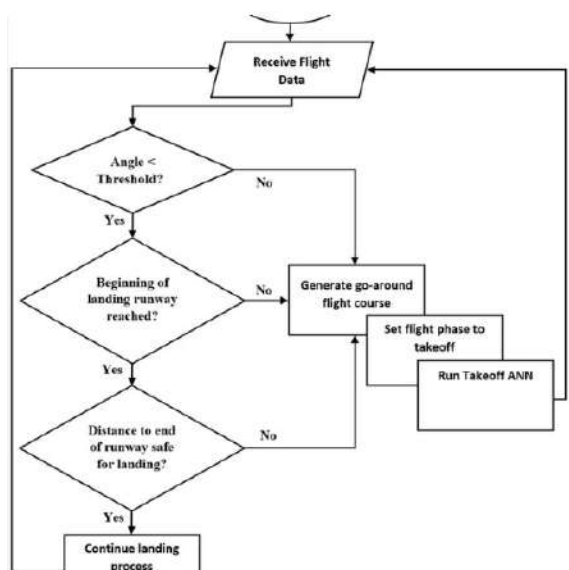 Receive Flight
Data
Angle <
Threshold?
No
Yes
Beginning of
landing runway
reached?
No
Generate go-around
flight course
Set flight phase to
takeoff
Run Takeoff ANN
Yes
Distance to end
of runway safe
for landing?
No
Yes
Continue landing
process